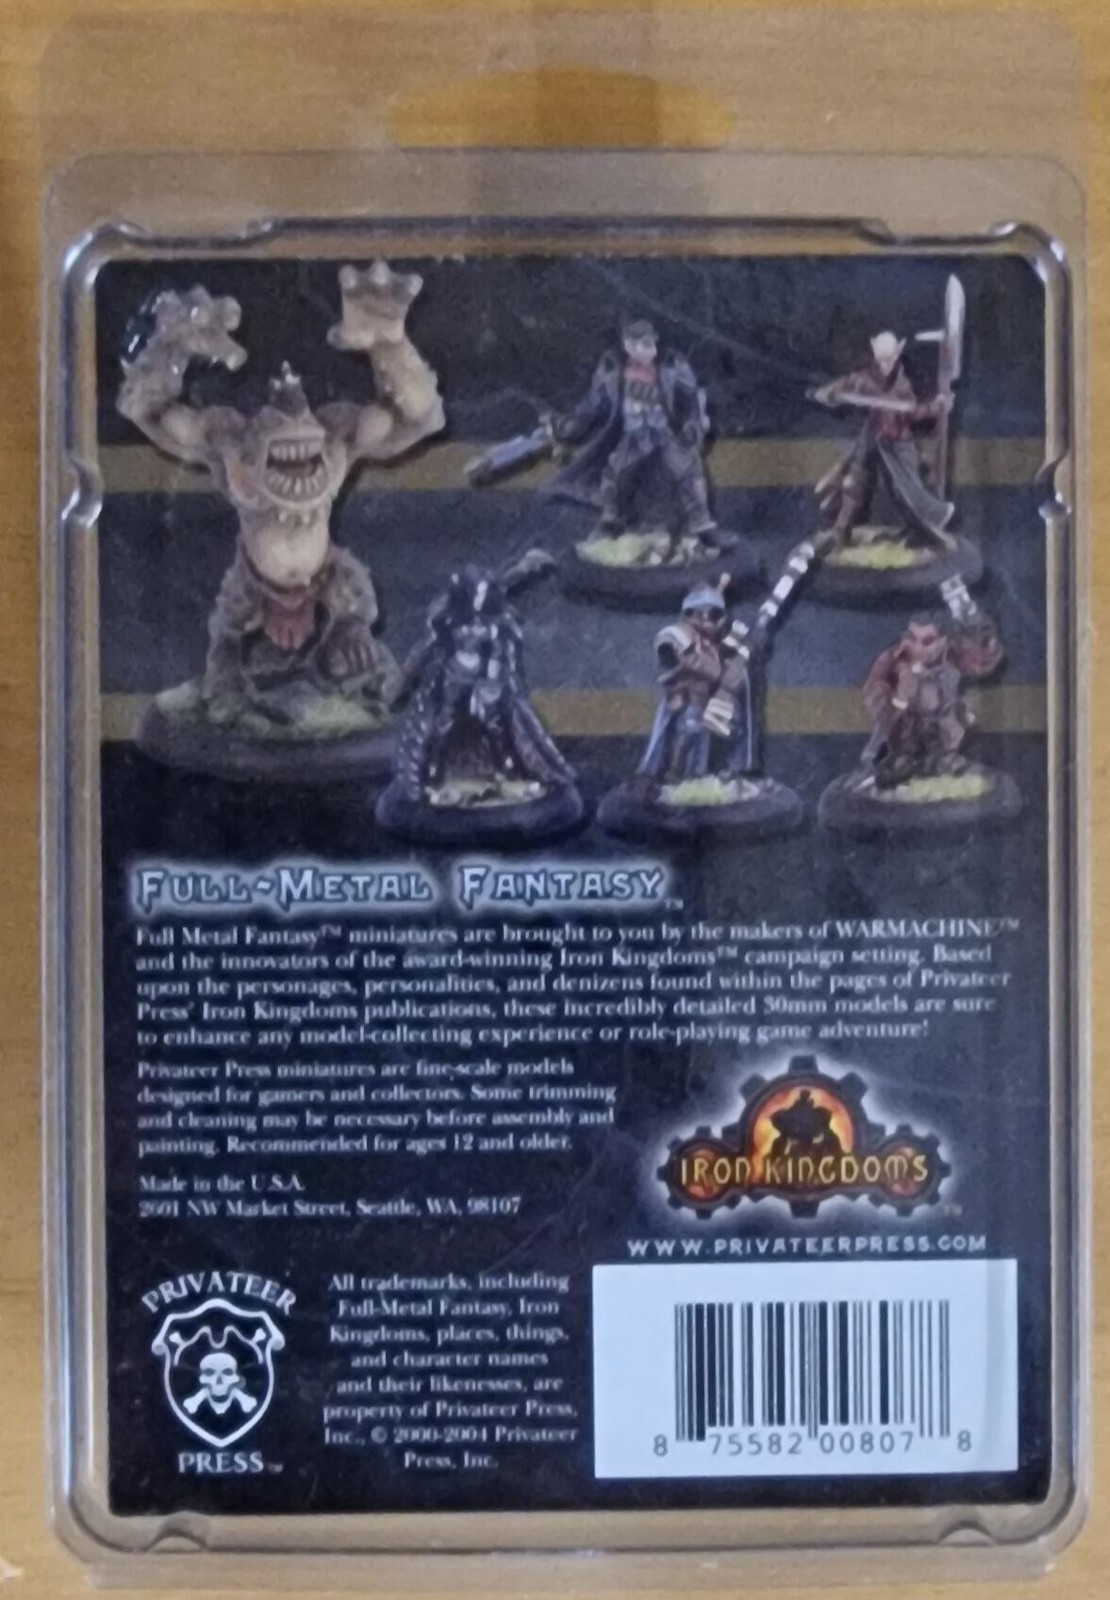 FULL-METAL FANTASY™
Full Metal Fantasy™ miniatures are brought to you by the makers of WARMACHINE™
and the innovators of the award-winning Iron Kingdoms™ campaign setting. Based
upon the personages, personalities, and denizens found within the pages of Privateer
Press' Iron Kingdoms publications, these incredibly detailed 30mm models are sure
to enhance any model-collecting experience or role-playing game adventure!
Privateer Press miniatures are fine-scale models
designed for gamers and collectors. Some trimming
and cleaning may be necessary before assembly and
painting. Recommended for ages 12 and older.
Made in the U.S.A.
2601 NW Market Street, Seattle, WA, 98107
IRON KINGDOMS™
WWW.PRIVATEERPRESS.COM
PRIVATEER
PRESS™
All trademarks, including
Full-Metal Fantasy, Iron
Kingdoms, places, things,
and character names
and their likenesses, are
property of Privateer Press,
Inc., © 2000-2004 Privateer
Press, Inc.
8 75582 00807 8